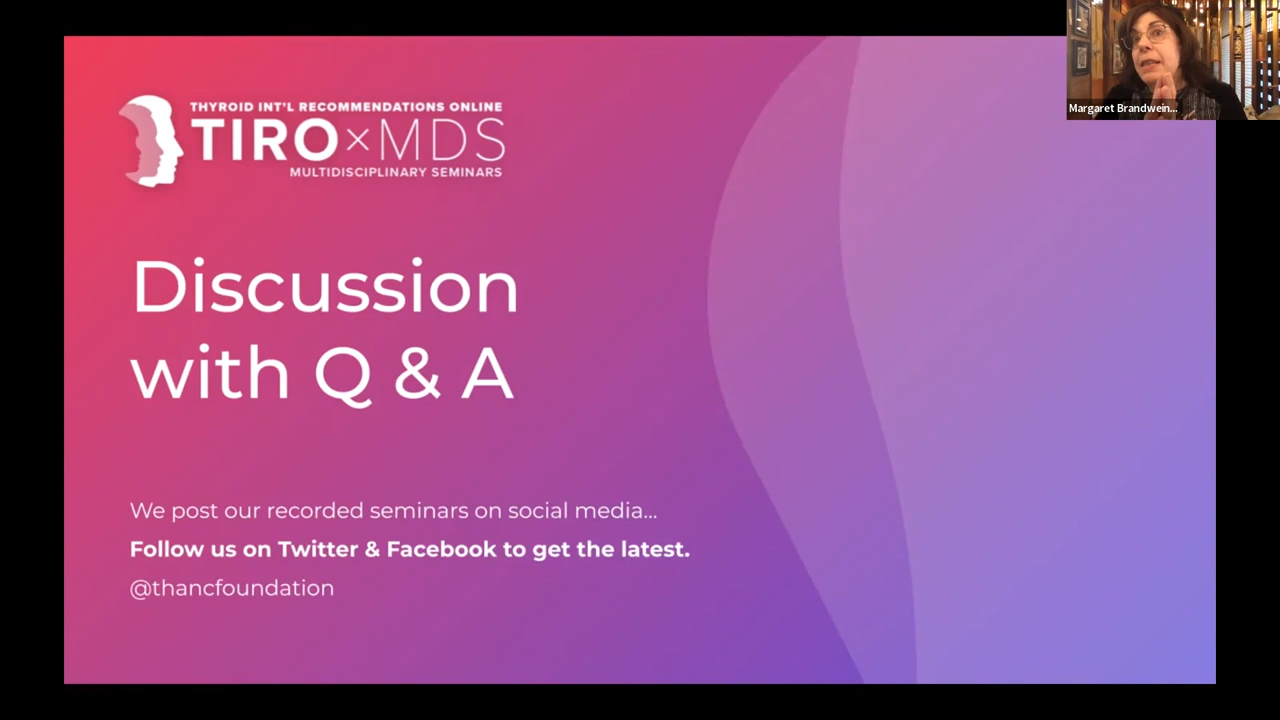 THYROID INT'L RECOMMENDATIONS ONLINE
TIRO×MDS
MULTIDISCIPLINARY SEMINARS
Discussion
with Q & A
We post our recorded seminars on social media...
Follow us on Twitter & Facebook to get the latest.
@thancfoundation
Margaret Brandwein...